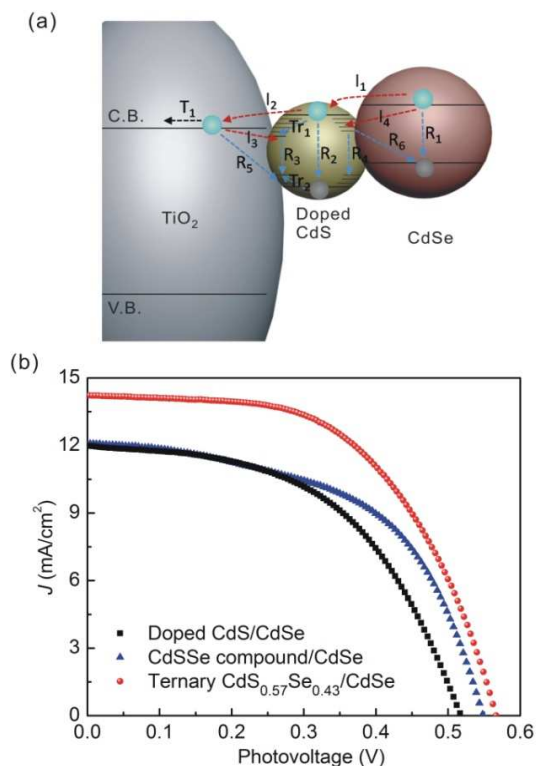 (a)
I₁
I₂
T₁
C.B.
I₃
Tr₁
I₄
R₆
R₁
R₅
R₃
R₂
Tr₂
TiO₂
Doped
CdS
CdSe
V.B.
(b)
15
12
9
6
3
0
J (mA/cm²)
Doped CdS/CdSe
CdSSe compound/CdSe
Ternary CdS₀.₅₇Se₀.₄₃/CdSe
0.0 0.1 0.2 0.3 0.4 0.5 0.6
Photovoltage (V)